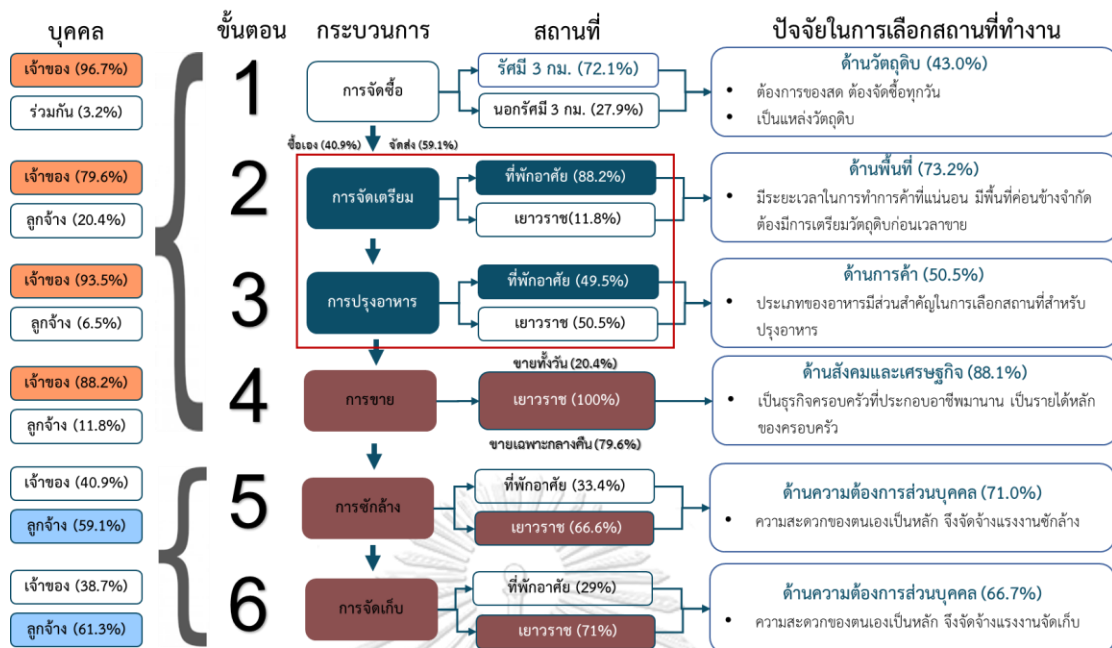 บุคคล
ขั้นตอน
กระบวนการ
สถานที่
ปัจจัยในการเลือกสถานที่ทำงาน
เจ้าของ (96.7%)
ร่วมกัน (3.2%)
1
การจัดซื้อ
รัศมี 3 กม. (72.1%)
นอกรัศมี 3 กม. (27.9%)
ด้านวัตถุดิบ (43.0%)
• ต้องการของสด ต้องจัดซื้อทุกวัน
• เป็นแหล่งวัตถุดิบ
ซื้อเอง (40.9%)
จัดส่ง (59.1%)
เจ้าของ (79.6%)
ลูกจ้าง (20.4%)
2
การจัดเตรียม
ที่พักอาศัย (88.2%)
เยาวราช(11.8%)
ด้านพื้นที่ (73.2%)
• มีระยะเวลาในการทำการค้าที่แน่นอน มีพื้นที่ค่อนข้างจำกัด
ต้องมีการเตรียมวัตถุดิบก่อนเวลาขาย
เจ้าของ (93.5%)
ลูกจ้าง (6.5%)
3
การปรุงอาหาร
ที่พักอาศัย (49.5%)
เยาวราช (50.5%)
ด้านการค้า (50.5%)
• ประเภทของอาหารมีส่วนสำคัญในการเลือกสถานที่สำหรับ
ปรุงอาหาร
เจ้าของ (88.2%)
ลูกจ้าง (11.8%)
4
การขาย
ขายทั้งวัน (20.4%)
เยาวราช (100%)
ขายเฉพาะกลางคืน (79.6%)
ด้านสังคมและเศรษฐกิจ (88.1%)
• เป็นธุรกิจครอบครัวที่ประกอบอาชีพมานาน เป็นรายได้หลัก
ของครอบครัว
เจ้าของ (40.9%)
ลูกจ้าง (59.1%)
5
การซักล้าง
ที่พักอาศัย (33.4%)
เยาวราช (66.6%)
ด้านความต้องการส่วนบุคคล (71.0%)
• ความสะดวกของตนเองเป็นหลัก จึงจัดจ้างแรงงานซักล้าง
เจ้าของ (38.7%)
ลูกจ้าง (61.3%)
6
การจัดเก็บ
ที่พักอาศัย (29%)
เยาวราช (71%)
ด้านความต้องการส่วนบุคคล (66.7%)
• ความสะดวกของตนเองเป็นหลัก จึงจัดจ้างแรงงานจัดเก็บ